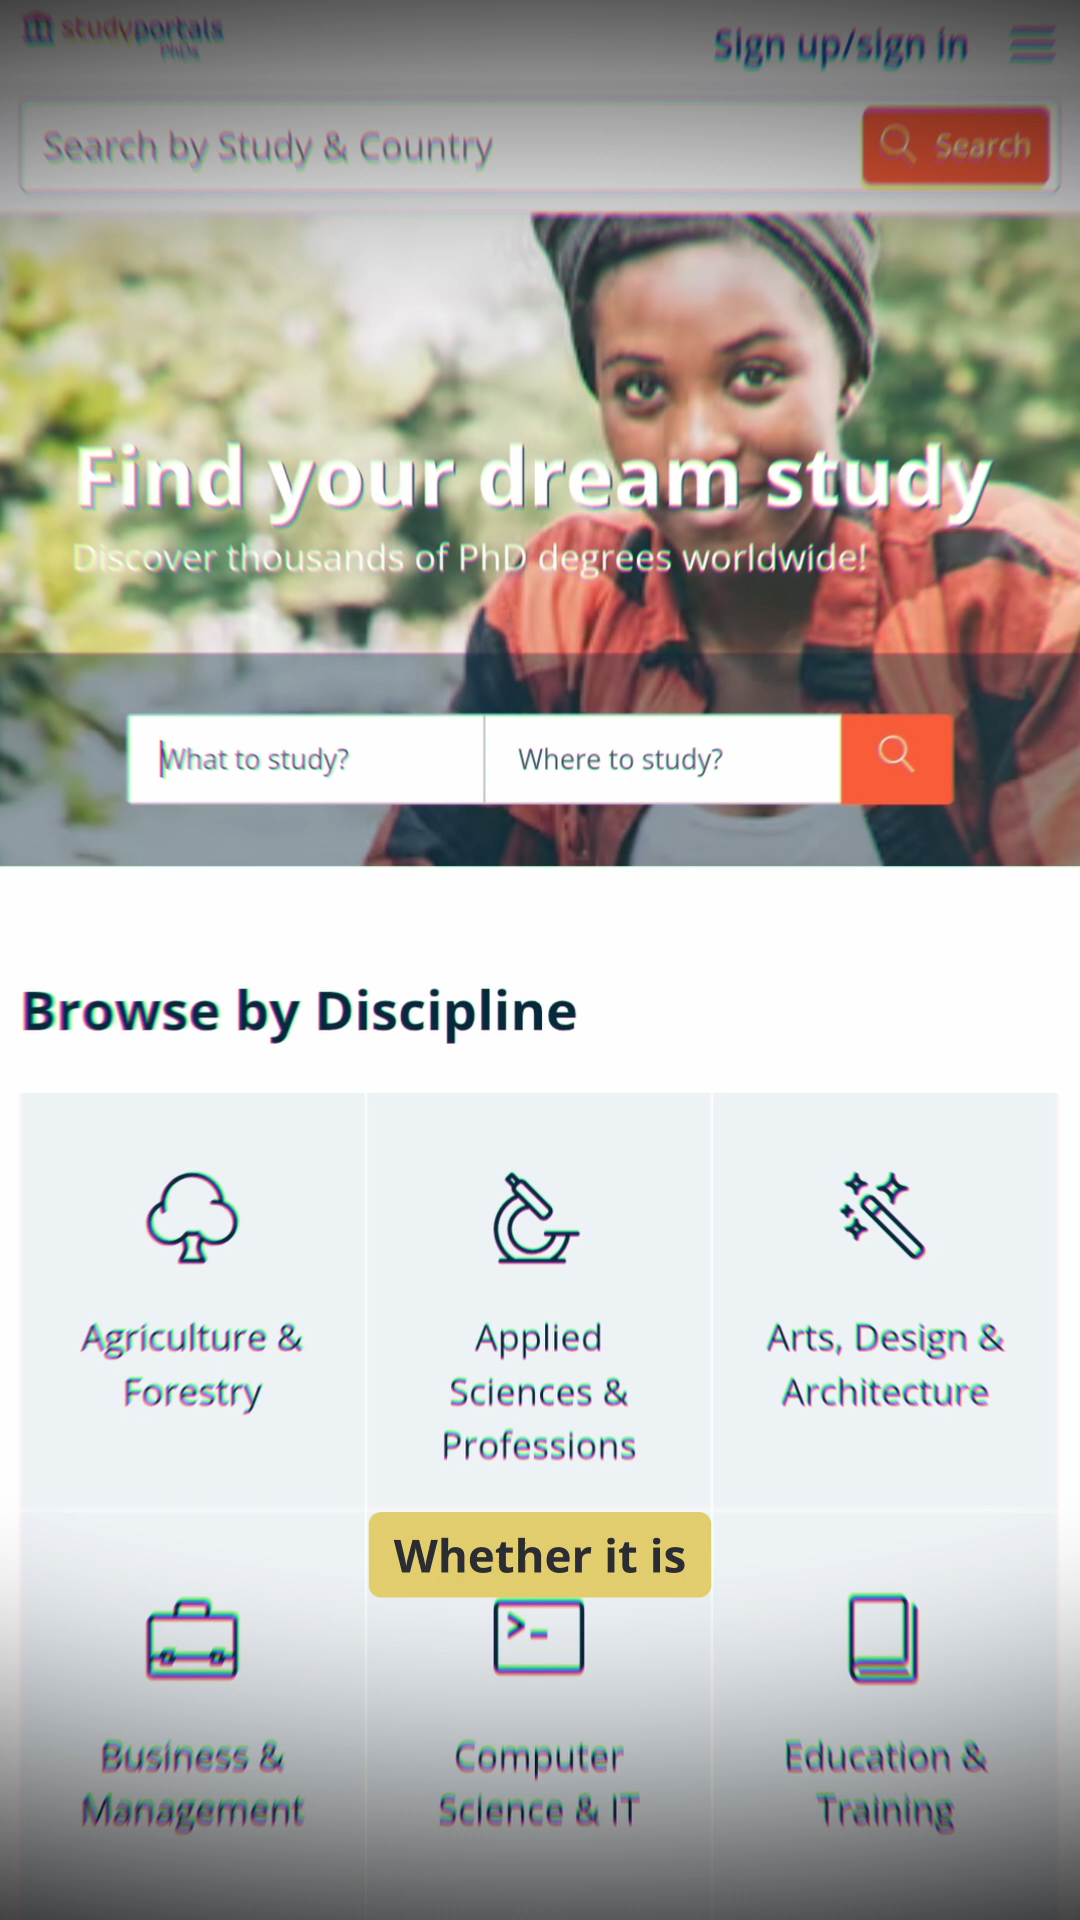 studyportals
PhDs
Sign up/sign in
Search by Study & Country
Search
Find your dream study
Discover thousands of PhD degrees worldwide!
What to study?
Where to study?
Browse by Discipline
Agriculture &
Forestry
Applied
Sciences &
Professions
Arts, Design &
Architecture
Whether it is
Business &
Management
Computer
Science & IT
Education &
Training